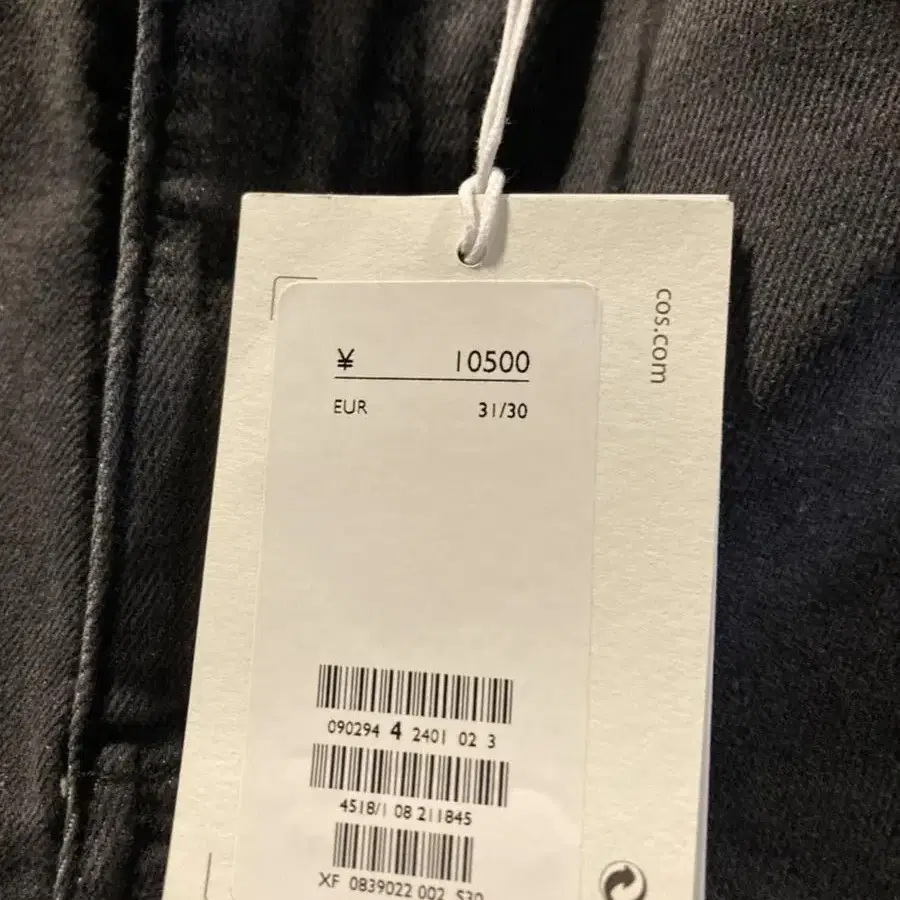 ¥ 10500
EUR 31/30
cos.com
090294 4 2401 02 3
4518/1 08 211845
XF 0839022 002 S30